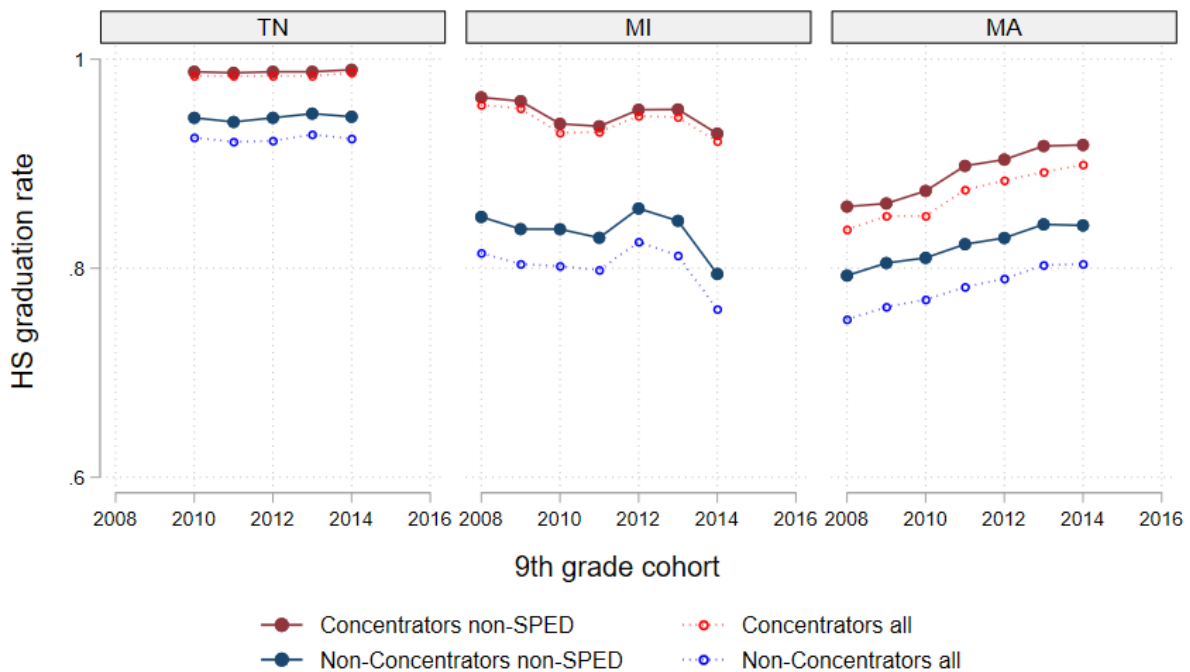 TN MI MA
HS graduation rate
1
.8
.6
2008 2010 2012 2014 2016 2008 2010 2012 2014 2016 2008 2010 2012 2014 2016
9th grade cohort
Concentrators non-SPED Concentrators all
Non-Concentrators non-SPED Non-Concentrators all